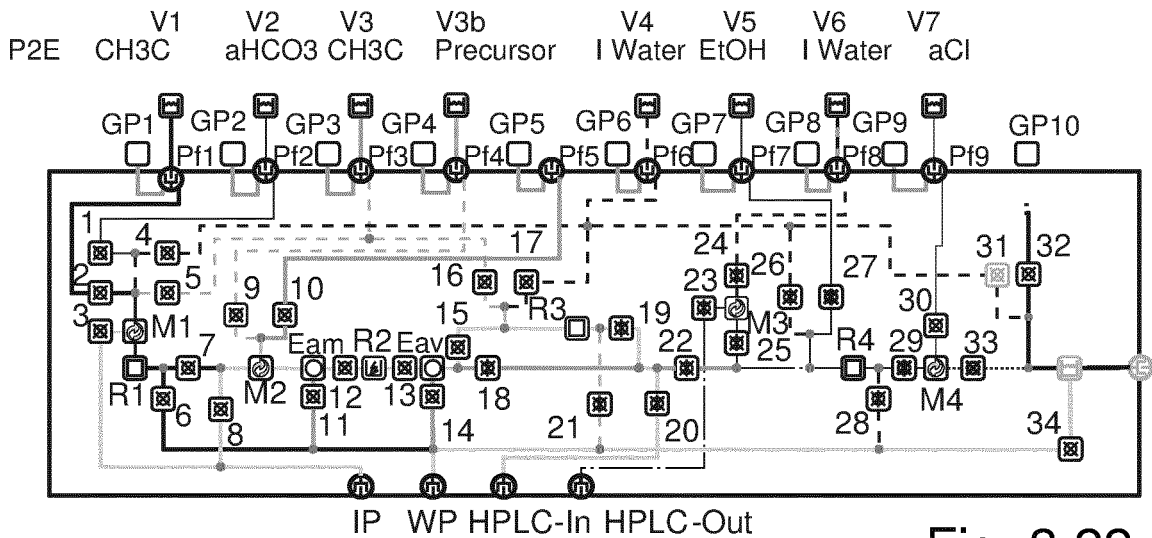 V1 V2 V3 V3b V4 V5 V6 V7
P2E CH3C aHCO3 CH3C Precursor I Water EtOH I Water aCl
GP1 GP2 GP3 GP4 GP5 GP6 GP7 GP8 GP9 GP10
Pf1 Pf2 Pf3 Pf4 Pf5 Pf6 Pf7 Pf8 Pf9
1 4 17 24 31 32
2 5 9 10 16 R3 23 26 27
3 M1 15 19 M3 30
7 Eam R2 Eav 22 25 R4 29 33
R1 6 M2 12 13 18 M4
8 11 14 21 20 28 34
IP WP HPLC-In HPLC-Out